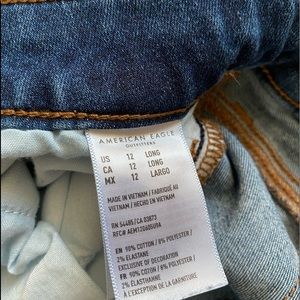 AMERICAN EAGLE
OUTFITTERS
US 12 LONG
CA 12 LONG
MX 12 LARGO
MADE IN VIETNAM
VIETNAM / HECHO EN VIETNAM
RN 54485/CA 03873
RFC# AEM120605U9A
EN 90% COTTON / 8% POLYESTER /
2% ELASTANE
EXCLUSIVE OF DECORATION
FR 90% COTON / 8% POLYESTER /
2% ÉLASTHANNE
À L'EXCEPTION DE LA GARNITURE